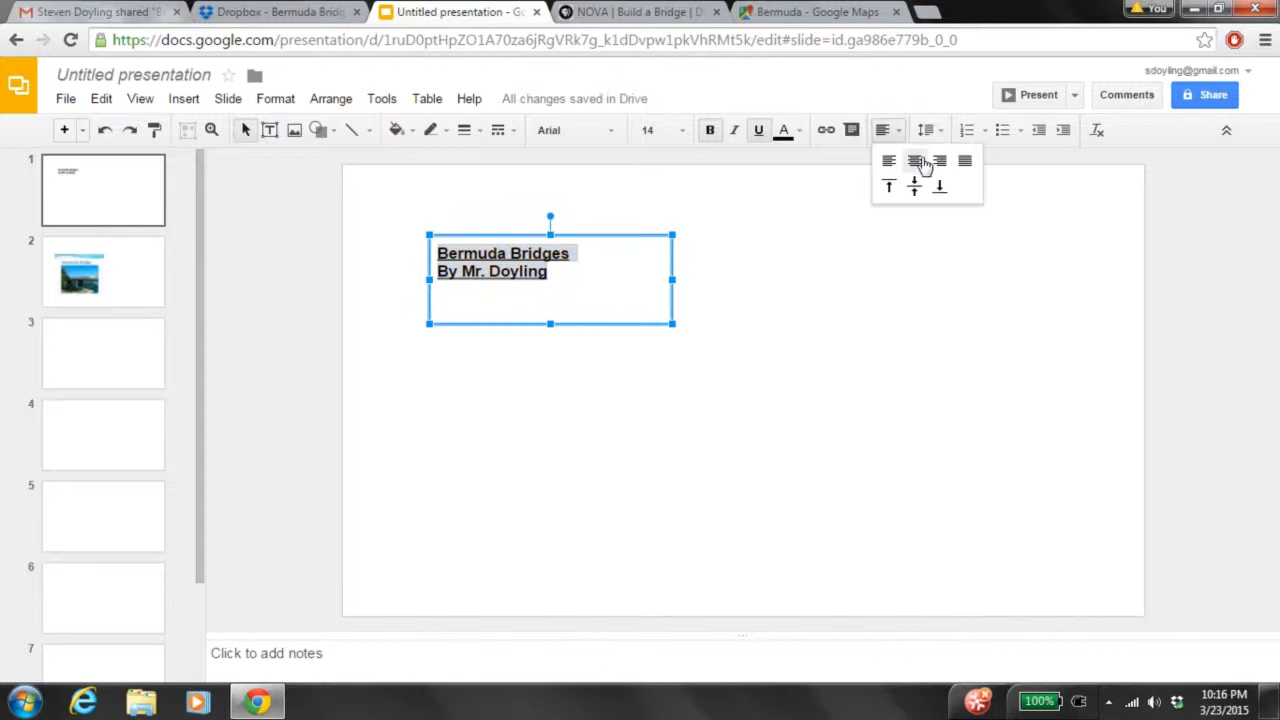 Steven Doyling shared "B
Dropbox - Bermuda Bridg
Untitled presentation - Go
NOVA | Build a Bridge | D
Bermuda - Google Maps
You
https://docs.google.com/presentation/d/1ruD0ptHpZO1A70za6jRgVRk7g_k1dDvpw1pkVhRMt5k/edit#slide=id.ga986e779b_0_0
Untitled presentation
sdoyling@gmail.com
File Edit View Insert Slide Format Arrange Tools Table Help All changes saved in Drive
Present
Comments
Share
Arial
14
B I U A
1
2
3
4
5
6
7
Bermuda Bridges
By Mr. Doyling
Click to add notes
100%
10:16 PM
3/23/2015